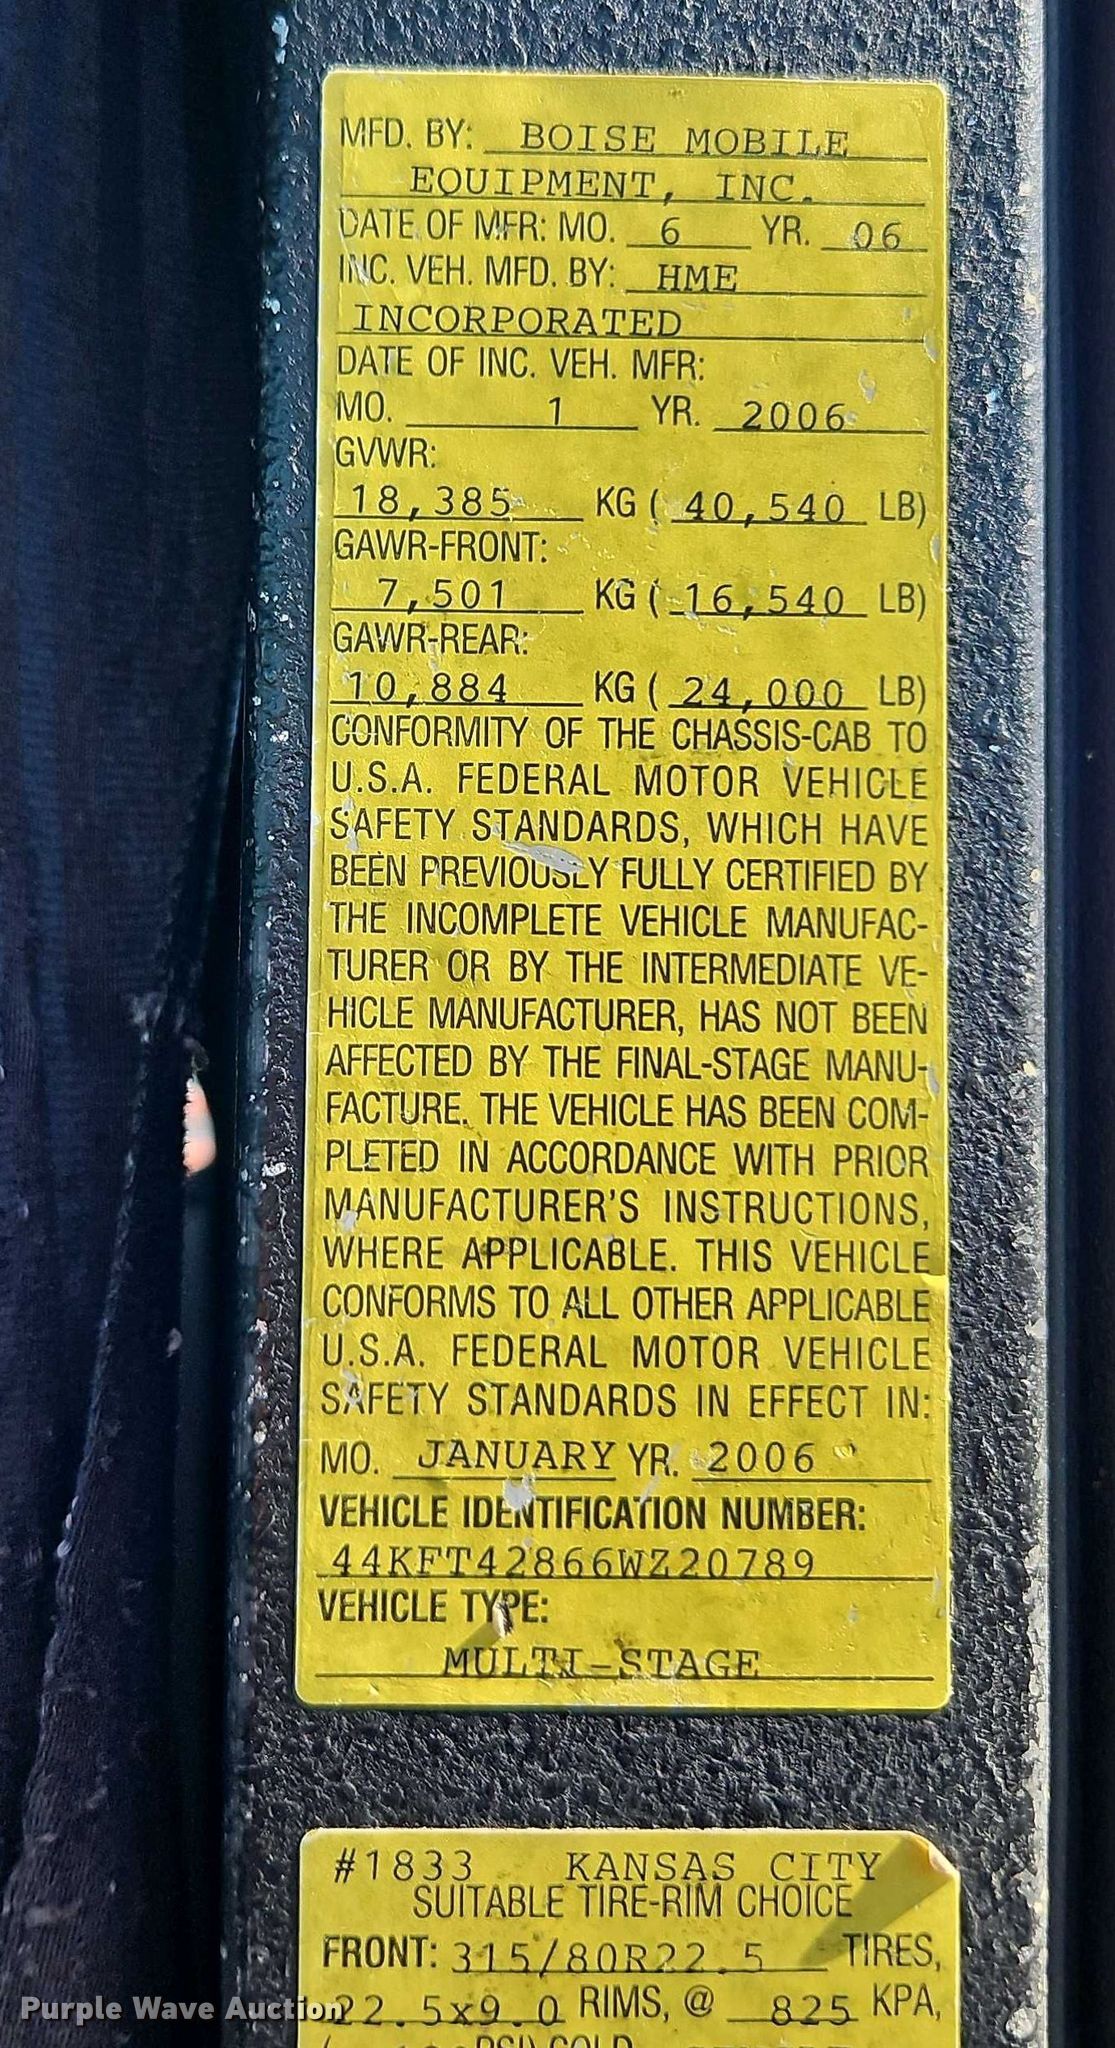 MFD. BY: BOISE MOBILE
EQUIPMENT, INC.
DATE OF MFR: MO. 6 YR. 06
INC. VEH. MFD. BY: HME
INCORPORATED
DATE OF INC. VEH. MFR:
MO. 1 YR. 2006
GVWR:
18,385 KG ( 40,540 LB)
GAWR-FRONT:
7,501 KG ( 16,540 LB)
GAWR-REAR:
10,884 KG ( 24,000 LB)
CONFORMITY OF THE CHASSIS-CAB TO
U.S.A. FEDERAL MOTOR VEHICLE
SAFETY STANDARDS, WHICH HAVE
BEEN PREVIOUSLY FULLY CERTIFIED BY
THE INCOMPLETE VEHICLE MANUFAC-
TURER OR BY THE INTERMEDIATE VE-
HICLE MANUFACTURER, HAS NOT BEEN
AFFECTED BY THE FINAL-STAGE MANU-
FACTURE. THE VEHICLE HAS BEEN COM-
PLETED IN ACCORDANCE WITH PRIOR
MANUFACTURER'S INSTRUCTIONS,
WHERE APPLICABLE. THIS VEHICLE
CONFORMS TO ALL OTHER APPLICABLE
U.S.A. FEDERAL MOTOR VEHICLE
SAFETY STANDARDS IN EFFECT IN:
MO. JANUARY YR. 2006
VEHICLE IDENTIFICATION NUMBER:
44KFT42866WZ20789
VEHICLE TYPE:
MULTI-STAGE
#1833 KANSAS CITY
SUITABLE TIRE-RIM CHOICE
FRONT: 315/80R22.5 TIRES,
22.5x9.0 RIMS, @ 825 KPA,
Purple Wave Auction